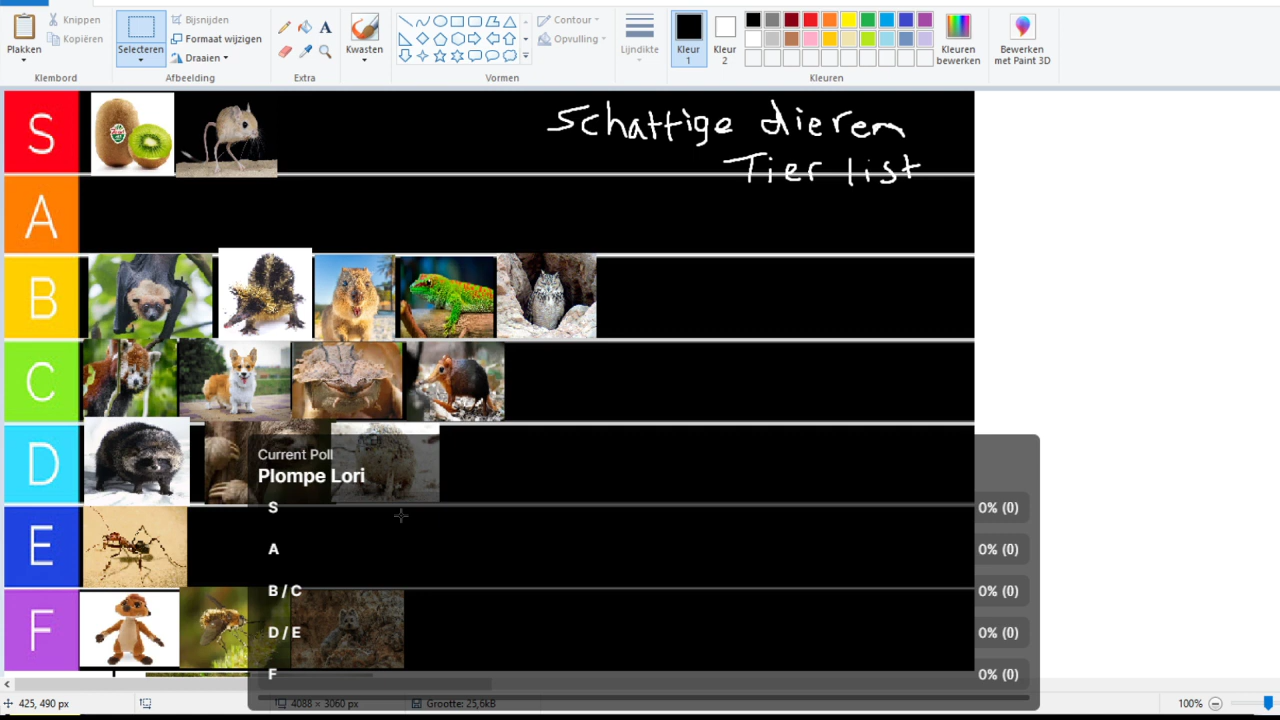 Plakken
Knippen
Kopiëren
Klembord
Selecteren
Bijsnijden
Formaat wijzigen
Draaien
Afbeelding
Extra
Kwasten
Contour
Opvulling
Vormen
Lijndikte
Kleur
1
Kleur
2
Kleuren
bewerken
Kleuren
Bewerken
met Paint 3D
Schattige dieren
Tier list
S
A
B
C
D
E
F
Current Poll
Plompe Lori
S 0% (0)
A 0% (0)
B / C 0% (0)
D / E 0% (0)
F 0% (0)
425, 490 px
4088 × 3060 px
Grootte: 25,6kB
100%